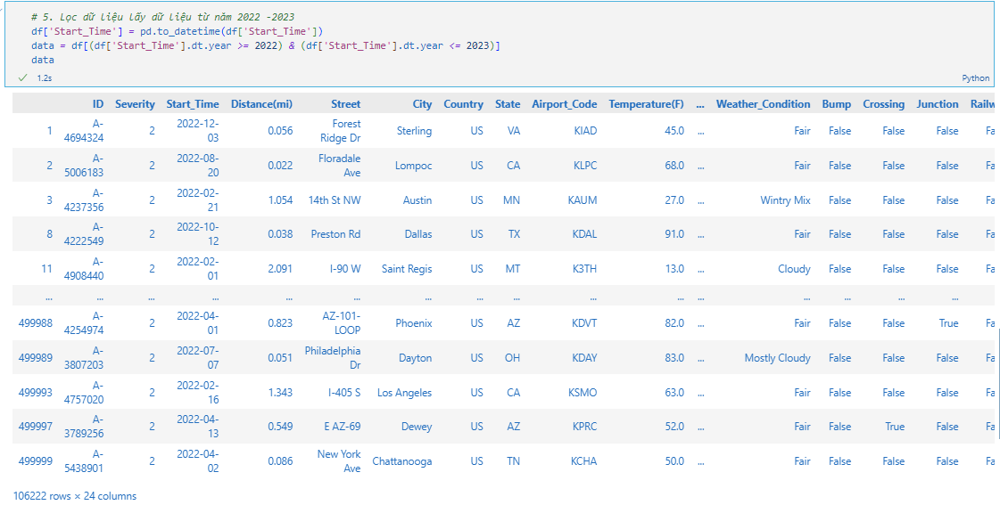 # 5. Lọc dữ liệu lấy dữ liệu từ năm 2022 -2023
df['Start_Time'] = pd.to_datetime(df['Start_Time'])
data = df[(df['Start_Time'].dt.year >= 2022) & (df['Start_Time'].dt.year <= 2023)]
data
1.2s Python
ID Severity Start_Time Distance(mi) Street City Country State Airport_Code Temperature(F) ... Weather_Condition Bump Crossing Junction Railw
1 A-4694324 2 2022-12-03 0.056 Forest Ridge Dr Sterling US VA KIAD 45.0 ... Fair False False False Fa
2 A-5006183 2 2022-08-20 0.022 Floradale Ave Lompoc US CA KLPC 68.0 ... Fair False False False Fa
3 A-4237356 2 2022-02-21 1.054 14th St NW Austin US MN KAUM 27.0 ... Wintry Mix False False False Fa
8 A-4222549 2 2022-10-12 0.038 Preston Rd Dallas US TX KDAL 91.0 ... Fair False False False Fa
11 A-4908440 2 2022-02-01 2.091 I-90 W Saint Regis US MT K3TH 13.0 ... Cloudy False False False Fa
... ... ... ... ... ... ... ... ... ... ... ... ... ... ... ...
499988 A-4254974 2 2022-04-01 0.823 AZ-101-LOOP Phoenix US AZ KDVT 82.0 ... Fair False False True Fa
499989 A-3807203 2 2022-07-07 0.051 Philadelphia Dr Dayton US OH KDAY 83.0 ... Mostly Cloudy False False False Fa
499993 A-4757020 2 2022-02-16 1.343 I-405 S Los Angeles US CA KSMO 63.0 ... Fair False False False Fa
499997 A-3789256 2 2022-04-13 0.549 E AZ-69 Dewey US AZ KPRC 52.0 ... Fair False True False Fa
499999 A-5438901 2 2022-04-02 0.086 New York Ave Chattanooga US TN KCHA 50.0 ... Fair False False False Fa
106222 rows × 24 columns